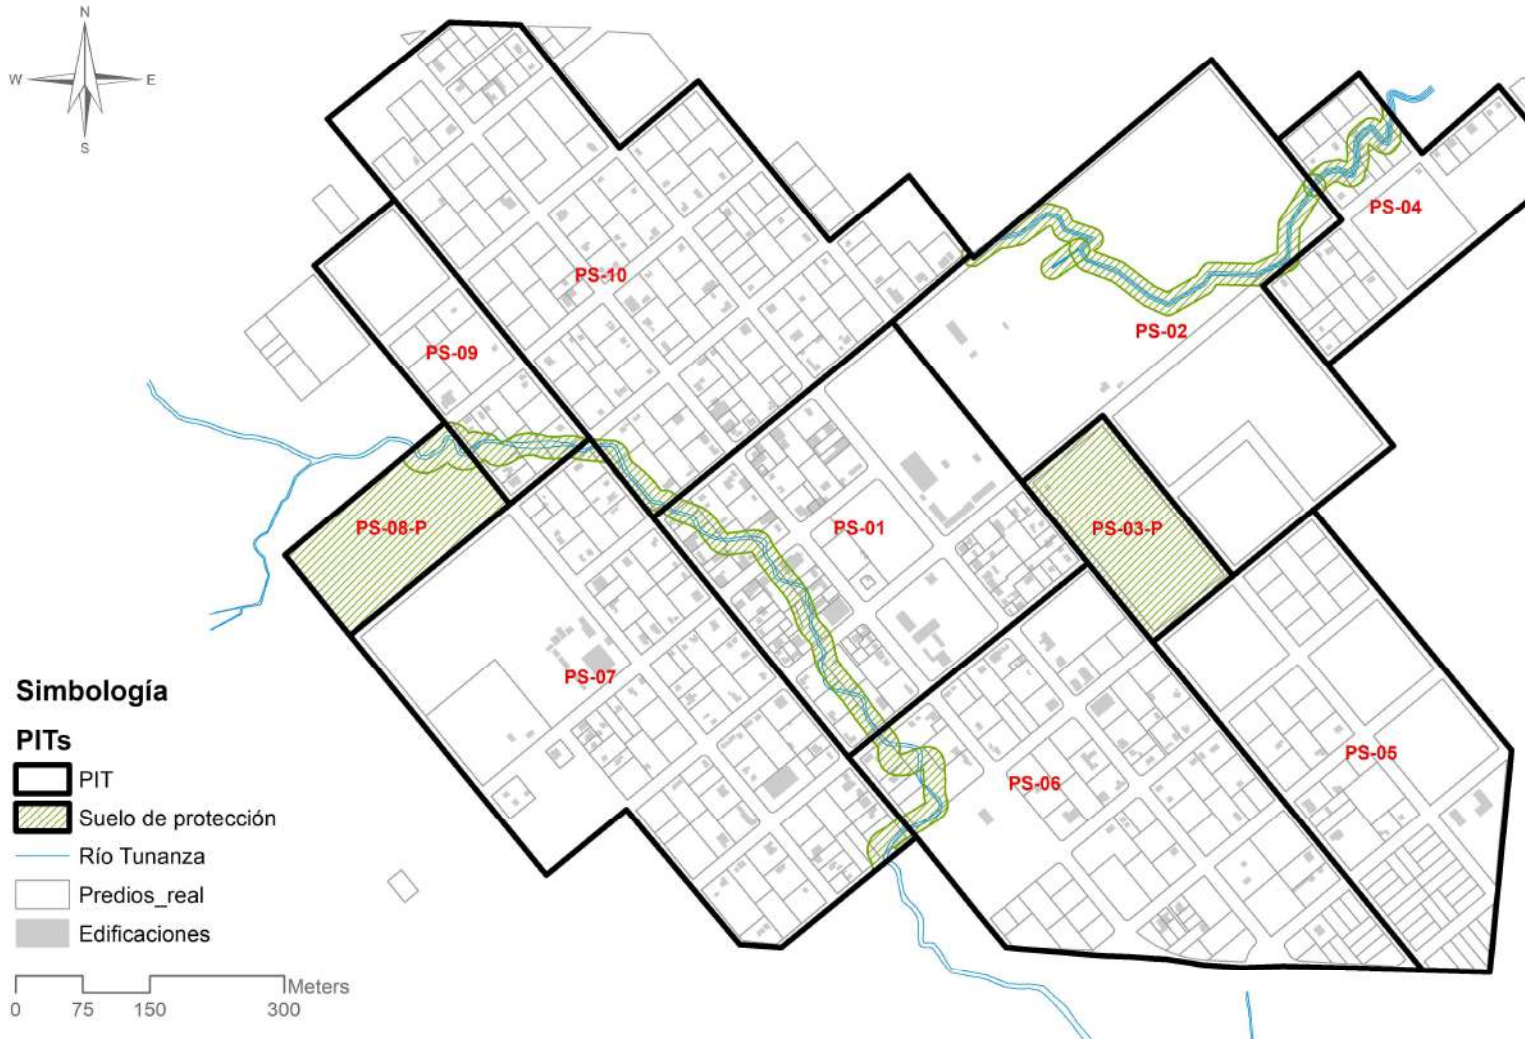 N
W E
S
PS-04
PS-10
PS-02
PS-09
PS-08-P
PS-01
PS-03-P
PS-07
PS-05
PS-06
Simbología
PITs
PIT
Suelo de protección
Río Tunanza
Predios_real
Edificaciones
Meters
0 75 150 300